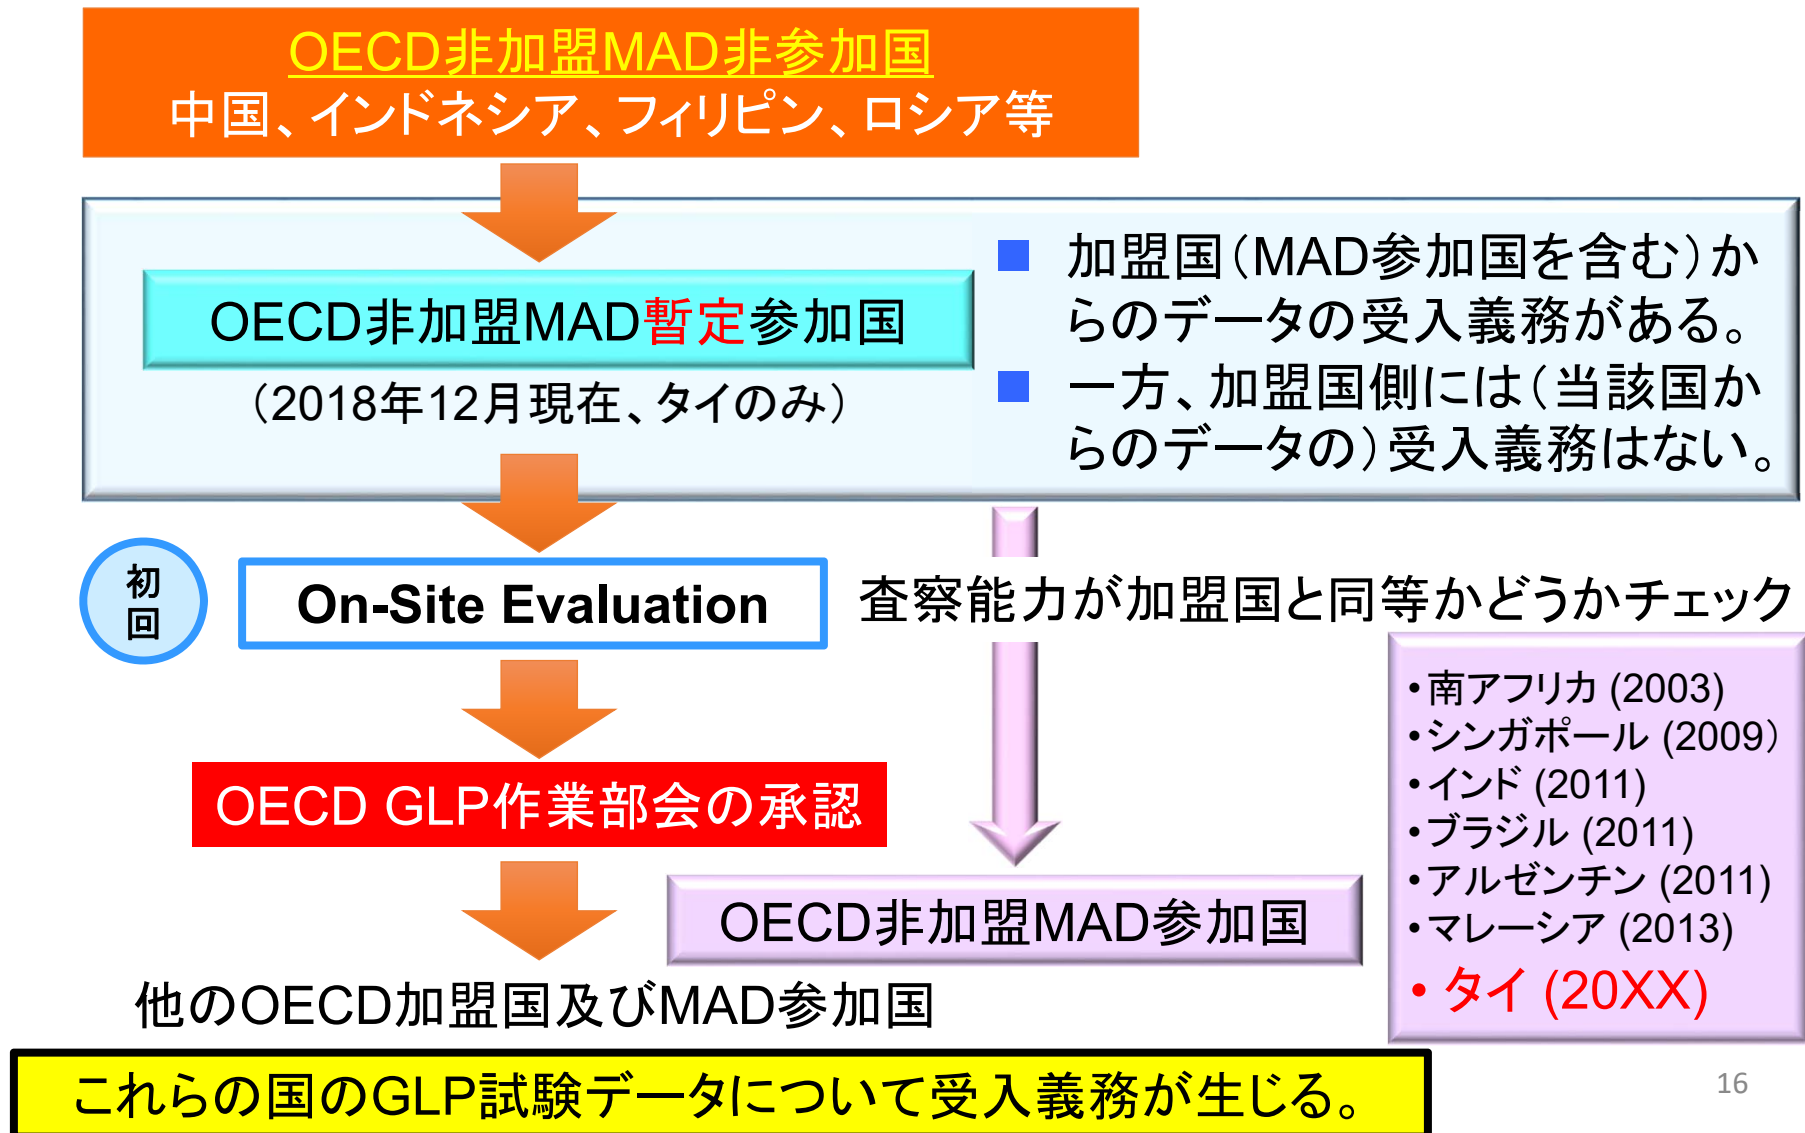 OECD非加盟MAD非参加国
中国、インドネシア、フィリピン、ロシア等
OECD非加盟MAD暫定参加国
（2018年12月現在、タイのみ）
■ 加盟国（MAD参加国を含む）か
らのデータの受入義務がある。
■ 一方、加盟国側には（当該国か
らのデータの）受入義務はない。
初
回
On-Site Evaluation
査察能力が加盟国と同等かどうかチェック
OECD GLP作業部会の承認
OECD非加盟MAD参加国
•南アフリカ (2003)
•シンガポール (2009）
•インド (2011)
•ブラジル (2011)
•アルゼンチン (2011)
•マレーシア (2013)
• タイ (20XX)
他のOECD加盟国及びMAD参加国
これらの国のGLP試験データについて受入義務が生じる。
16